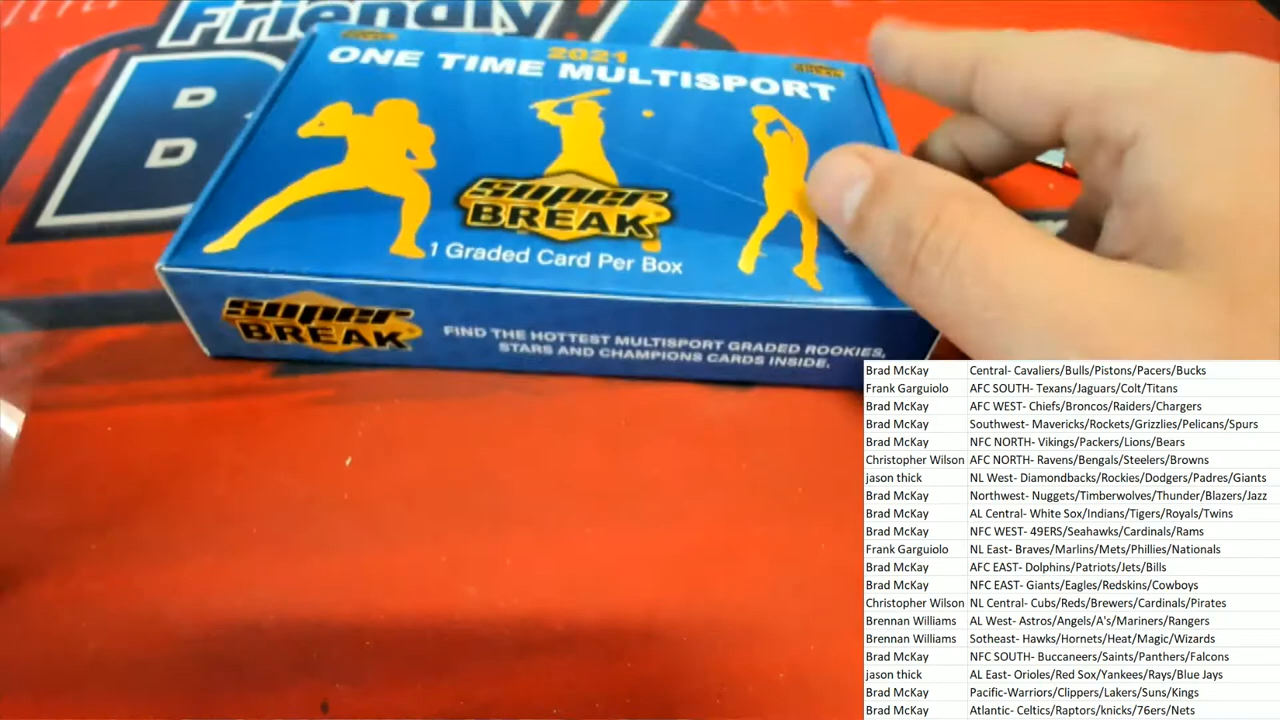 Friendly
2021
ONE TIME MULTISPORT
super
BREAK
1 Graded Card Per Box
super
BREAK
FIND THE HOTTEST MULTISPORT GRADED ROOKIES,
STARS AND CHAMPIONS CARDS INSIDE.
Brad McKay Central- Cavaliers/Bulls/Pistons/Pacers/Bucks
Frank Garguiolo AFC SOUTH- Texans/Jaguars/Colt/Titans
Brad McKay AFC WEST- Chiefs/Broncos/Raiders/Chargers
Brad McKay Southwest- Mavericks/Rockets/Grizzlies/Pelicans/Spurs
Brad McKay NFC NORTH- Vikings/Packers/Lions/Bears
Christopher Wilson AFC NORTH- Ravens/Bengals/Steelers/Browns
jason thick NL West- Diamondbacks/Rockies/Dodgers/Padres/Giants
Brad McKay Northwest- Nuggets/Timberwolves/Thunder/Blazers/Jazz
Brad McKay AL Central- White Sox/Indians/Tigers/Royals/Twins
Brad McKay NFC WEST- 49ERS/Seahawks/Cardinals/Rams
Frank Garguiolo NL East- Braves/Marlins/Mets/Phillies/Nationals
Brad McKay AFC EAST- Dolphins/Patriots/Jets/Bills
Brad McKay NFC EAST- Giants/Eagles/Redskins/Cowboys
Christopher Wilson NL Central- Cubs/Reds/Brewers/Cardinals/Pirates
Brennan Williams AL West- Astros/Angels/A's/Mariners/Rangers
Brennan Williams Sotheast- Hawks/Hornets/Heat/Magic/Wizards
Brad McKay NFC SOUTH- Buccaneers/Saints/Panthers/Falcons
jason thick AL East- Orioles/Red Sox/Yankees/Rays/Blue Jays
Brad McKay Pacific-Warriors/Clippers/Lakers/Suns/Kings
Brad McKay Atlantic- Celtics/Raptors/knicks/76ers/Nets